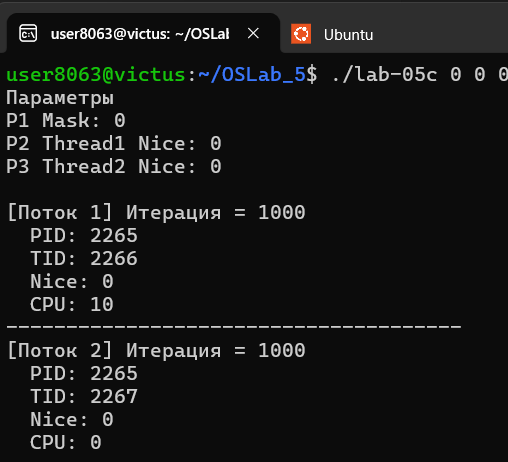 user8063@victus: ~/OSLab
Ubuntu
user8063@victus:~/OSLab_5$ ./lab-05c 0 0 0
Параметры
P1 Mask: 0
P2 Thread1 Nice: 0
P3 Thread2 Nice: 0
[Поток 1] Итерация = 1000
PID: 2265
TID: 2266
Nice: 0
CPU: 10
--------------------------------------
[Поток 2] Итерация = 1000
PID: 2265
TID: 2267
Nice: 0
CPU: 0